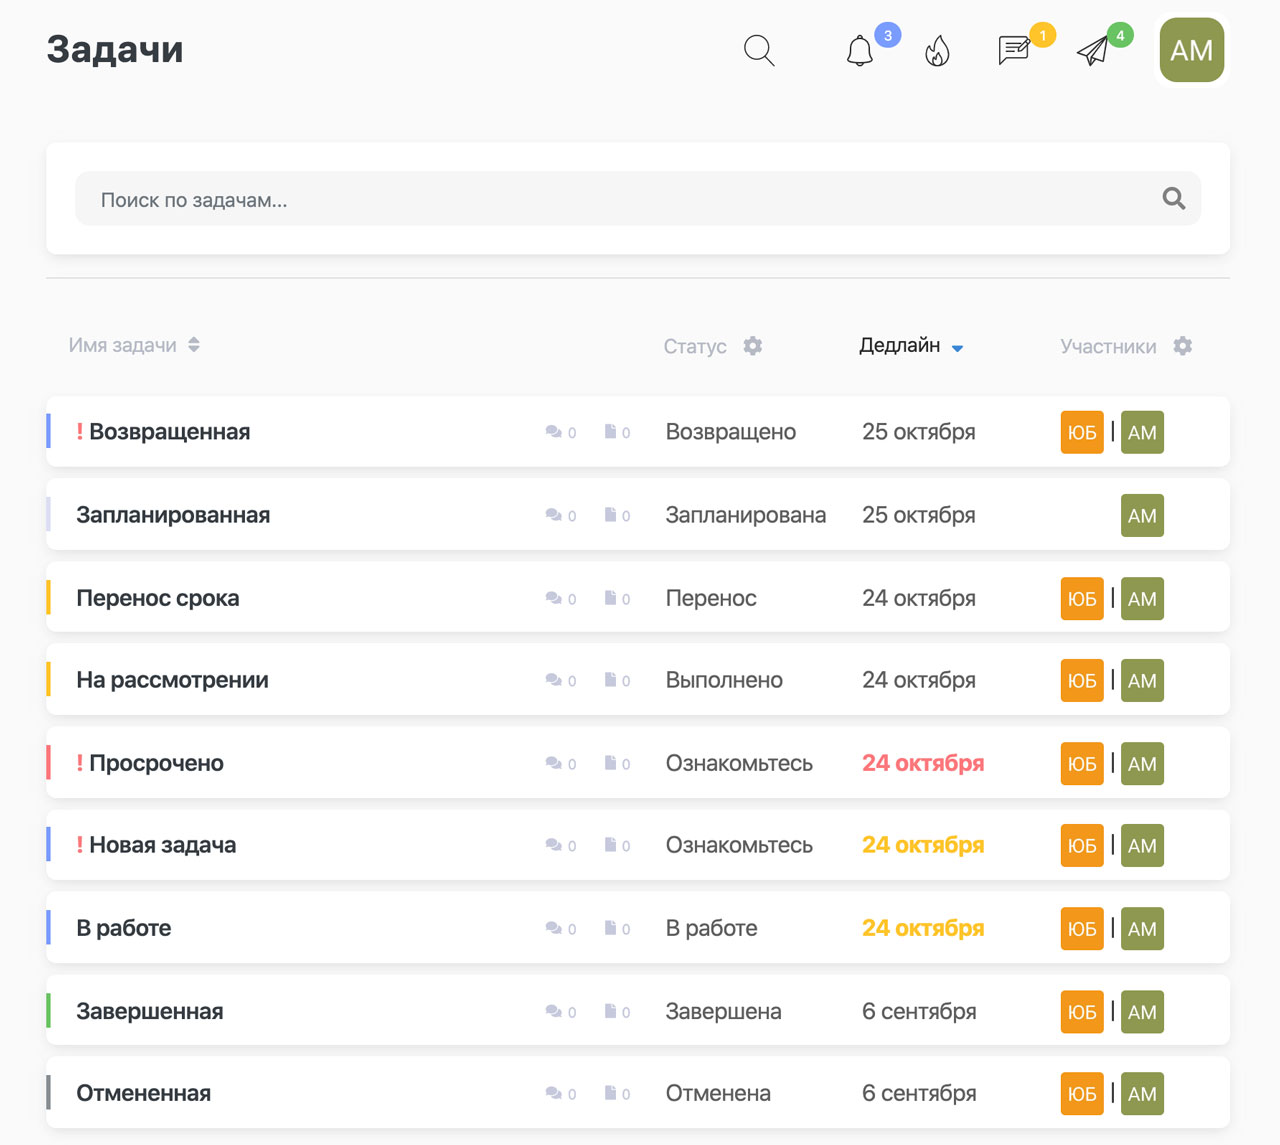 Задачи 3 1 4 АМ
Поиск по задачам...
Имя задачи Статус Дедлайн Участники
! Возвращенная 0 0 Возвращено 25 октября ЮБ | АМ
Запланированная 0 0 Запланирована 25 октября АМ
Перенос срока 0 0 Перенос 24 октября ЮБ | АМ
На рассмотрении 0 0 Выполнено 24 октября ЮБ | АМ
! Просрочено 0 0 Ознакомьтесь 24 октября ЮБ | АМ
! Новая задача 0 0 Ознакомьтесь 24 октября ЮБ | АМ
В работе 0 0 В работе 24 октября ЮБ | АМ
Завершенная 0 0 Завершена 6 сентября ЮБ | АМ
Отмененная 0 0 Отменена 6 сентября ЮБ | АМ